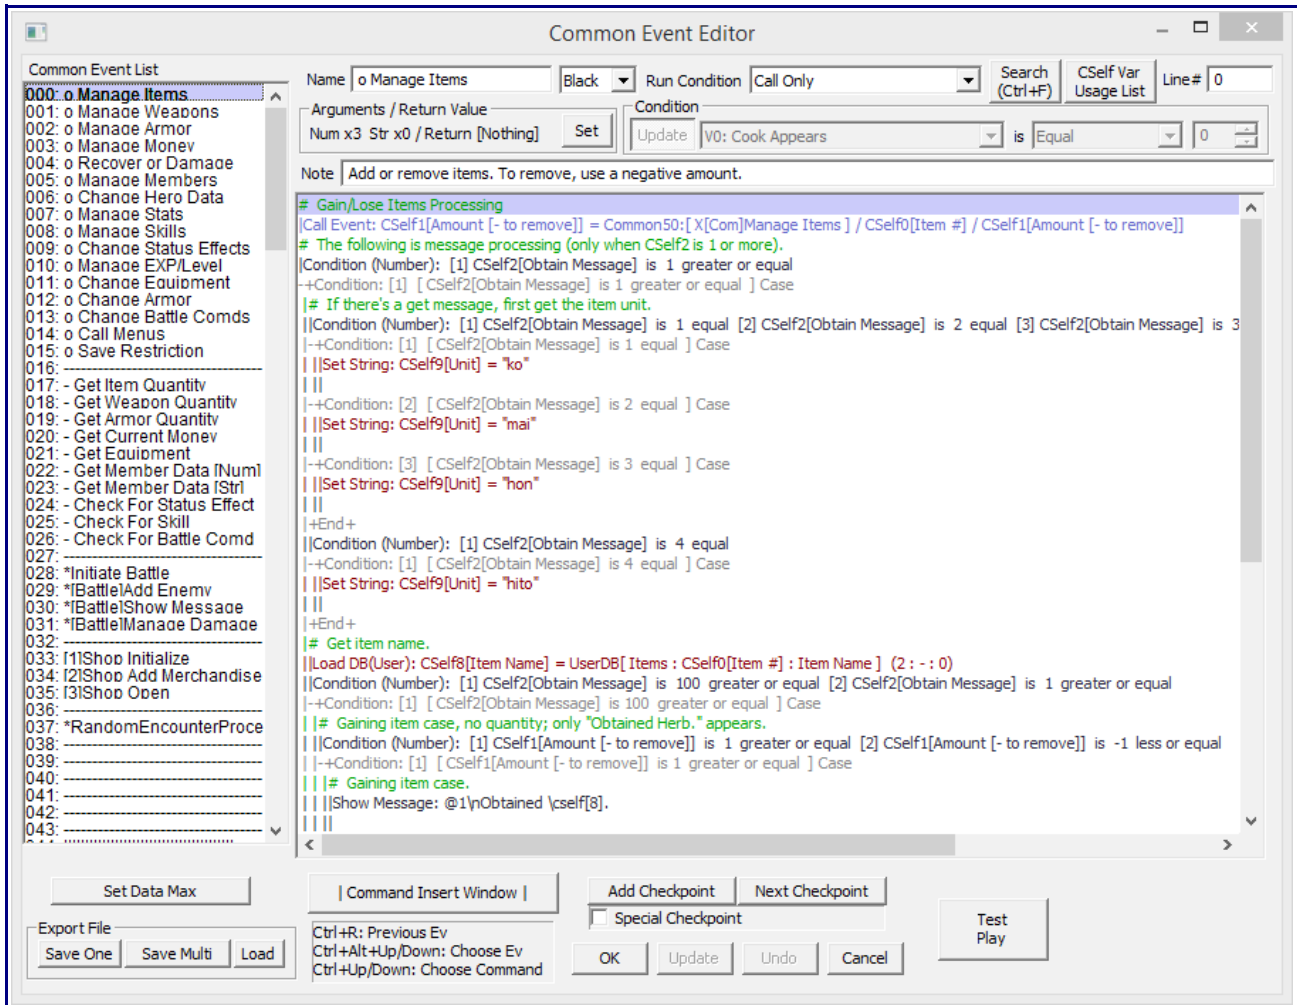 Common Event Editor
Common Event List
000: o Manage Items
001: o Manage Weapons
002: o Manage Armor
003: o Manage Money
004: o Recover or Damage
005: o Manage Members
006: o Change Hero Data
007: o Manage Stats
008: o Manage Skills
009: o Change Status Effects
010: o Manage EXP/Level
011: o Change Equipment
012: o Change Armor
013: o Change Battle Comds
014: o Call Menus
015: o Save Restriction
016: ------------------------------------
017: - Get Item Quantity
018: - Get Weapon Quantity
019: - Get Armor Quantity
020: - Get Current Money
021: - Get Equipment
022: - Get Member Data [Num]
023: - Get Member Data [Str]
024: - Check For Status Effect
025: - Check For Skill
026: - Check For Battle Comd
027: ------------------------------------
028: *Initiate Battle
029: *[Battle]Add Enemy
030: *[Battle]Show Message
031: *[Battle]Manage Damage
032: ------------------------------------
033: [1]Shop Initialize
034: [2]Shop Add Merchandise
035: [3]Shop Open
036: ------------------------------------
037: *RandomEncounterProce
038: ------------------------------------
039: ------------------------------------
040: ------------------------------------
041: ------------------------------------
042: ------------------------------------
043: ------------------------------------
Set Data Max
Export File
Save One Save Multi Load
Name o Manage Items Black Run Condition Call Only Search (Ctrl+F) CSelf Var Usage List Line# 0
Arguments / Return Value
Num x3 Str x0 / Return [Nothing] Set
Condition
Update V0: Cook Appears is Equal 0
Note Add or remove items. To remove, use a negative amount.
# Gain/Lose Items Processing
|Call Event: CSelf1[Amount [- to remove]] = Common50:[ X[Com]Manage Items ] / CSelf0[Item #] / CSelf1[Amount [- to remove]]
# The following is message processing (only when CSelf2 is 1 or more).
|Condition (Number): [1] CSelf2[Obtain Message] is 1 greater or equal
-+Condition: [1] [ CSelf2[Obtain Message] is 1 greater or equal ] Case
|# If there's a get message, first get the item unit.
||Condition (Number): [1] CSelf2[Obtain Message] is 1 equal [2] CSelf2[Obtain Message] is 2 equal [3] CSelf2[Obtain Message] is 3
|-+Condition: [1] [ CSelf2[Obtain Message] is 1 equal ] Case
| ||Set String: CSelf9[Unit] = "ko"
| ||
|-+Condition: [2] [ CSelf2[Obtain Message] is 2 equal ] Case
| ||Set String: CSelf9[Unit] = "mai"
| ||
|-+Condition: [3] [ CSelf2[Obtain Message] is 3 equal ] Case
| ||Set String: CSelf9[Unit] = "hon"
| ||
|+End+
||Condition (Number): [1] CSelf2[Obtain Message] is 4 equal
|-+Condition: [1] [ CSelf2[Obtain Message] is 4 equal ] Case
| ||Set String: CSelf9[Unit] = "hito"
| ||
|+End+
|# Get item name.
||Load DB(User): CSelf8[Item Name] = UserDB[ Items : CSelf0[Item #] : Item Name ] (2 : - : 0)
||Condition (Number): [1] CSelf2[Obtain Message] is 100 greater or equal [2] CSelf2[Obtain Message] is 1 greater or equal
|-+Condition: [1] [ CSelf2[Obtain Message] is 100 greater or equal ] Case
| |# Gaining item case, no quantity; only "Obtained Herb." appears.
| ||Condition (Number): [1] CSelf1[Amount [- to remove]] is 1 greater or equal [2] CSelf1[Amount [- to remove]] is -1 less or equal
| |-+Condition: [1] [ CSelf1[Amount [- to remove]] is 1 greater or equal ] Case
| | |# Gaining item case.
| | ||Show Message: @1\nObtained \cself[8].
| | ||
| Command Insert Window |
Ctrl+R: Previous Ev
Ctrl+Alt+Up/Down: Choose Ev
Ctrl+Up/Down: Choose Command
Add Checkpoint Next Checkpoint
Special Checkpoint
OK Update Undo Cancel
Test
Play